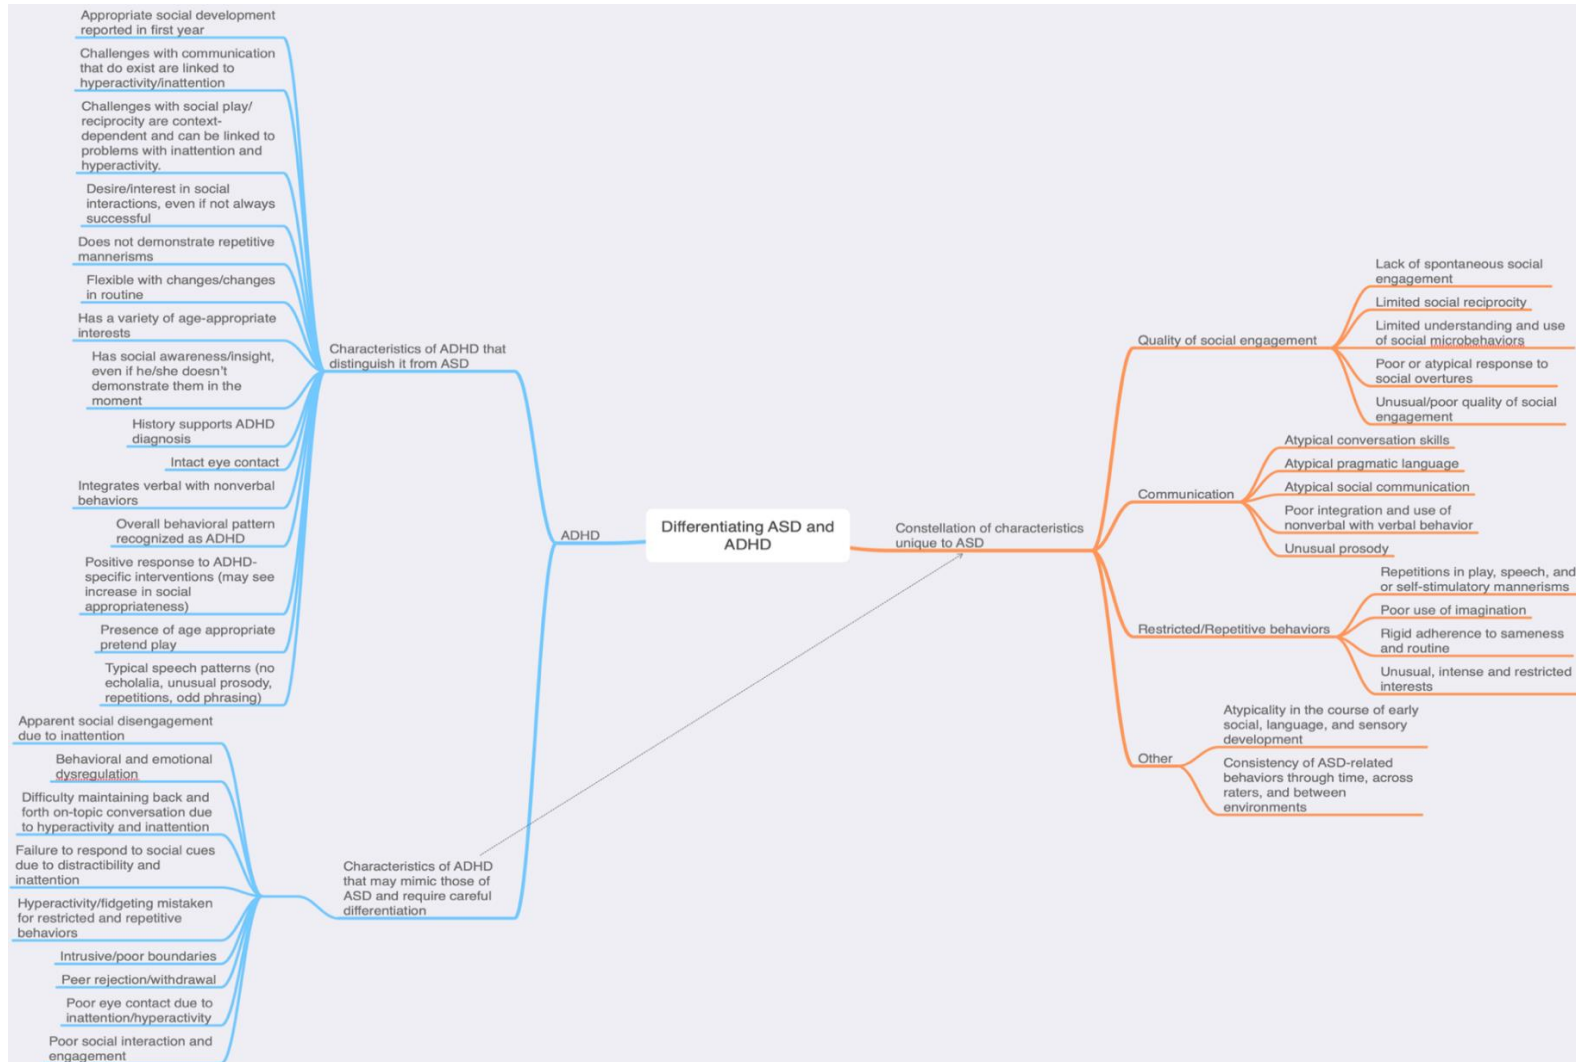 Appropriate social development
reported in first year
Challenges with communication
that do exist are linked to
hyperactivity/inattention
Challenges with social play/
reciprocity are context-
dependent and can be linked to
problems with inattention and
hyperactivity.
Desire/interest in social
interactions, even if not always
successful
Does not demonstrate repetitive
mannerisms
Flexible with changes/changes
in routine
Has a variety of age-appropriate
interests
Has social awareness/insight,
even if he/she doesn't
demonstrate them in the
moment
History supports ADHD
diagnosis
Intact eye contact
Integrates verbal with nonverbal
behaviors
Overall behavioral pattern
recognized as ADHD
Positive response to ADHD-
specific interventions (may see
increase in social
appropriateness)
Presence of age appropriate
pretend play
Typical speech patterns (no
echolalia, unusual prosody,
repetitions, odd phrasing)
Characteristics of ADHD that
distinguish it from ASD
Apparent social disengagement
due to inattention
Behavioral and emotional
dysregulation
Difficulty maintaining back and
forth on-topic conversation due
to hyperactivity and inattention
Failure to respond to social cues
due to distractibility and
inattention
Hyperactivity/fidgeting mistaken
for restricted and repetitive
behaviors
Intrusive/poor boundaries
Peer rejection/withdrawal
Poor eye contact due to
inattention/hyperactivity
Poor social interaction and
engagement
Characteristics of ADHD
that may mimic those of
ASD and require careful
differentiation
ADHD
Differentiating ASD and
ADHD
Constellation of characteristics
unique to ASD
Quality of social engagement
Lack of spontaneous social
engagement
Limited social reciprocity
Limited understanding and use
of social microbehaviors
Poor or atypical response to
social overtures
Unusual/poor quality of social
engagement
Communication
Atypical conversation skills
Atypical pragmatic language
Atypical social communication
Poor integration and use of
nonverbal with verbal behavior
Unusual prosody
Restricted/Repetitive behaviors
Repetitions in play, speech, and
or self-stimulatory mannerisms
Poor use of imagination
Rigid adherence to sameness
and routine
Unusual, intense and restricted
interests
Other
Atypicality in the course of early
social, language, and sensory
development
Consistency of ASD-related
behaviors through time, across
raters, and between
environments